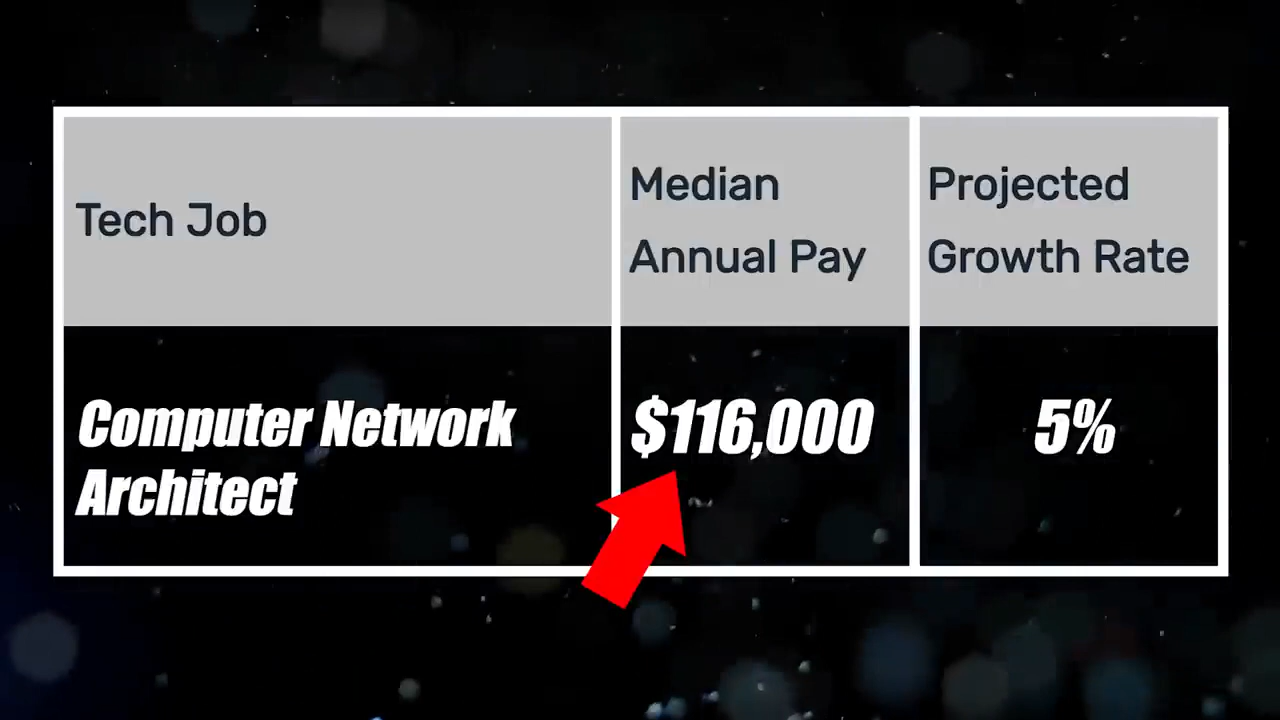 Tech Job
Median
Annual Pay
Projected
Growth Rate
Computer Network
Architect
$116,000
5%